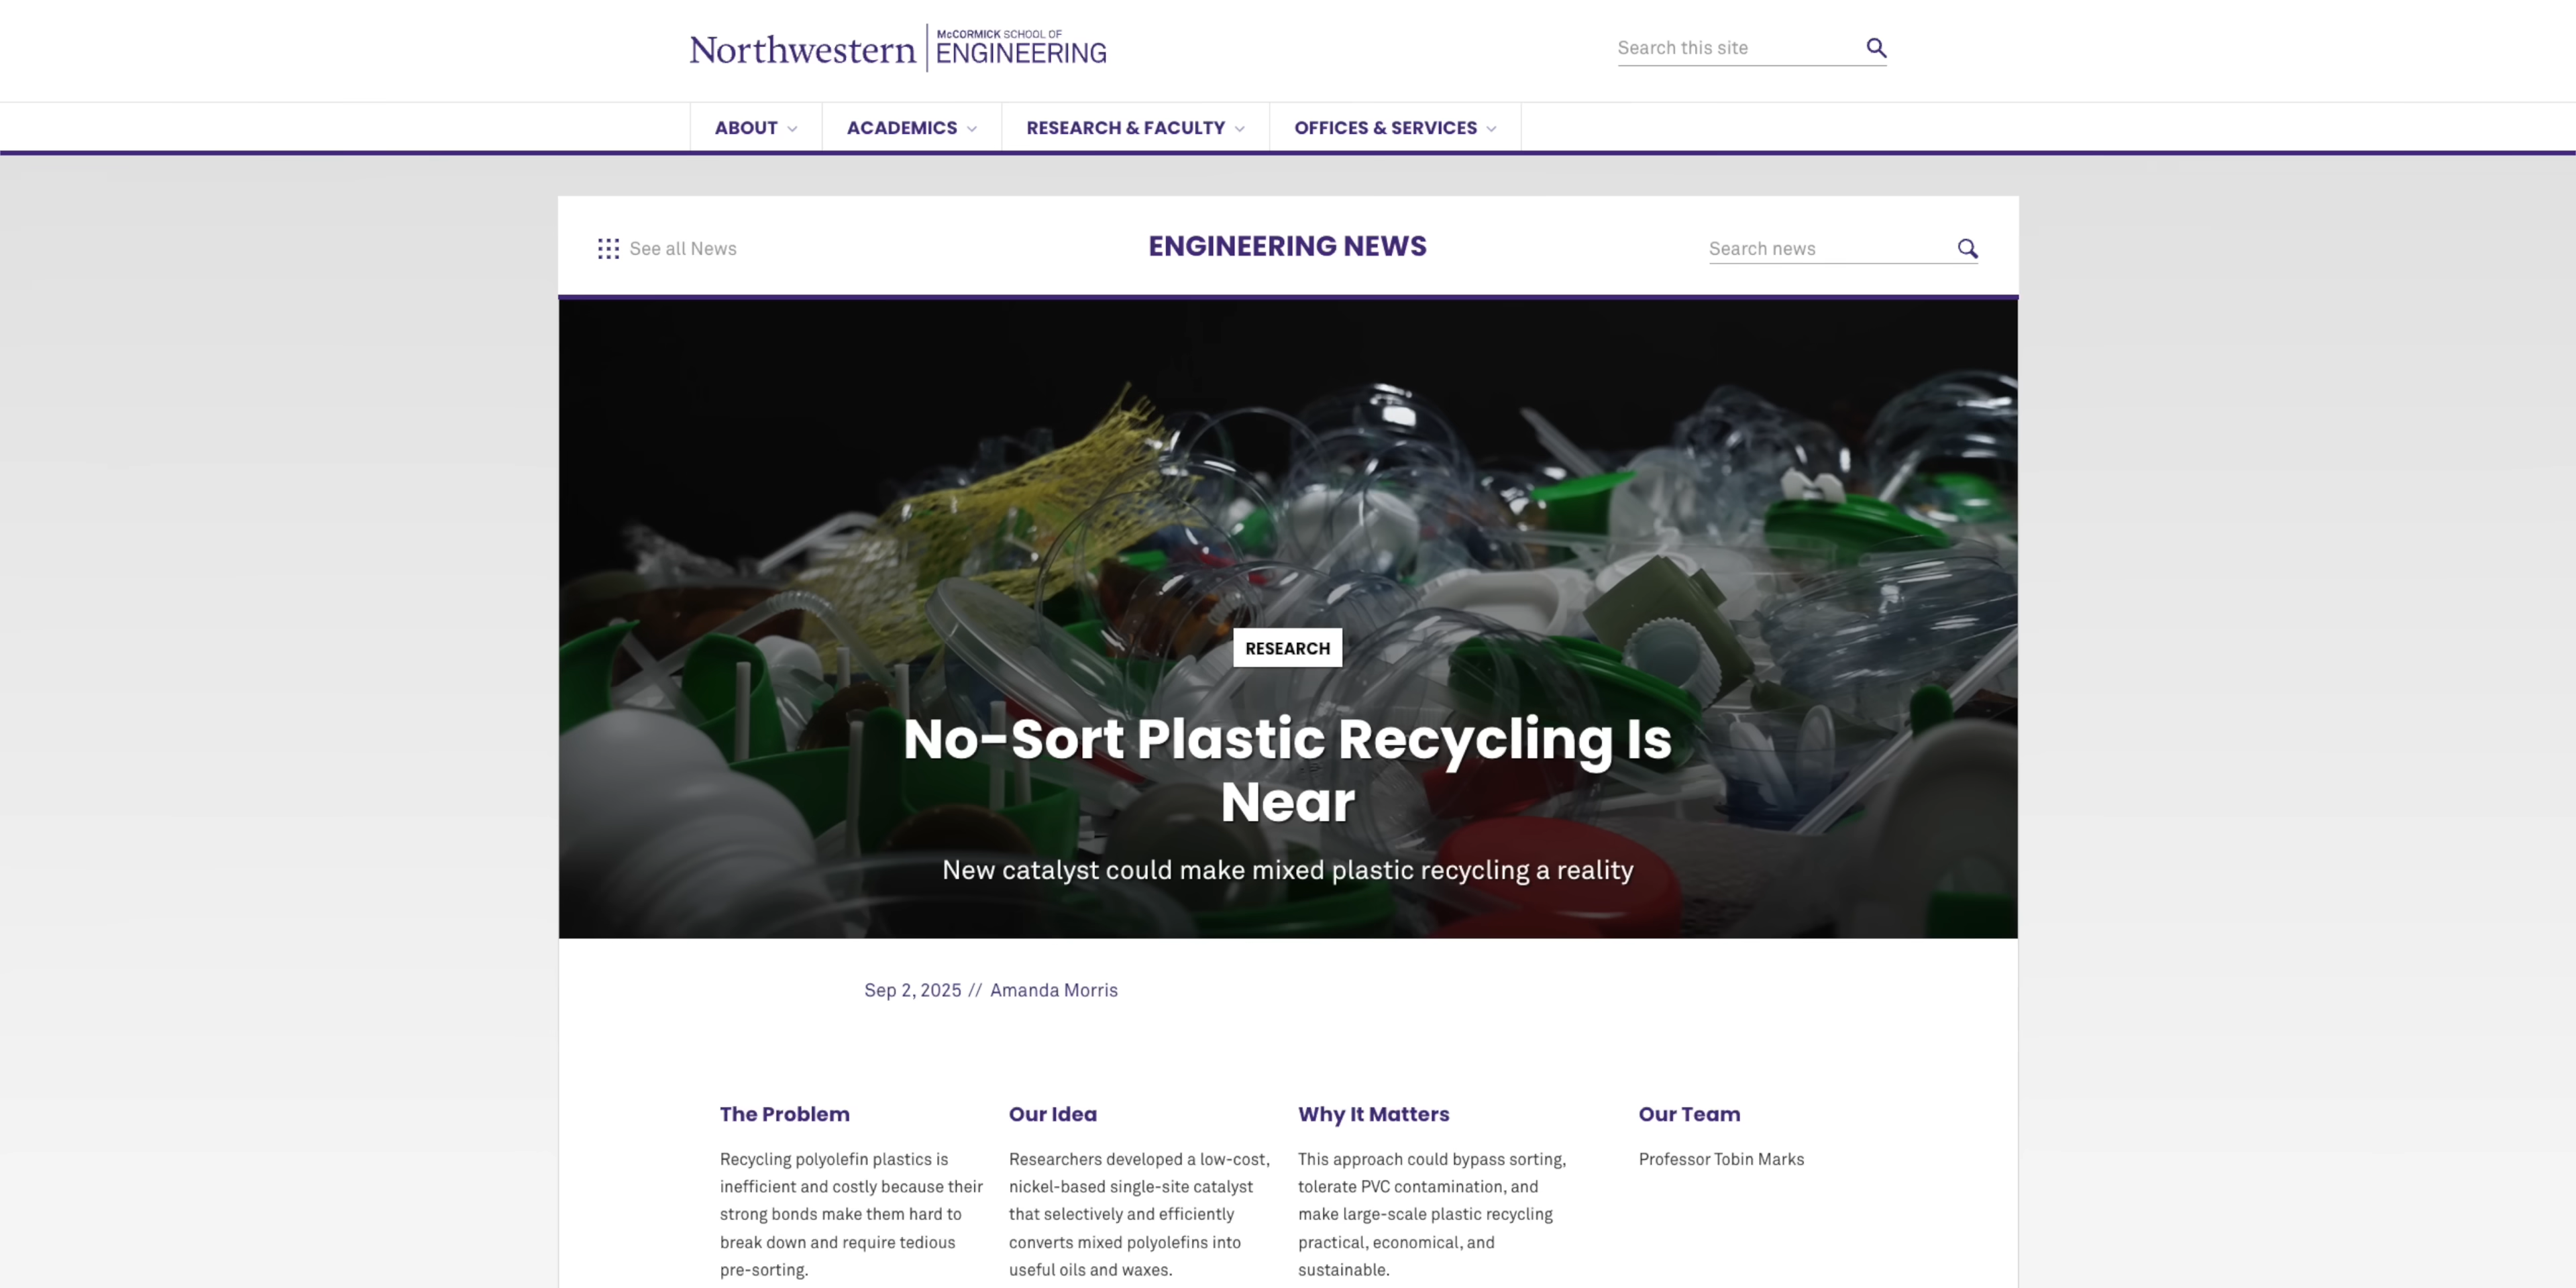 Northwestern
McCORMICK SCHOOL OF
ENGINEERING
Search this site
ABOUT
ACADEMICS
RESEARCH & FACULTY
OFFICES & SERVICES
See all News
ENGINEERING NEWS
Search news
RESEARCH
No-Sort Plastic Recycling Is
Near
New catalyst could make mixed plastic recycling a reality
Sep 2, 2025 // Amanda Morris
The Problem
Recycling polyolefin plastics is
inefficient and costly because their
strong bonds make them hard to
break down and require tedious
pre-sorting.
Our Idea
Researchers developed a low-cost,
nickel-based single-site catalyst
that selectively and efficiently
converts mixed polyolefins into
useful oils and waxes.
Why It Matters
This approach could bypass sorting,
tolerate PVC contamination, and
make large-scale plastic recycling
practical, economical, and
sustainable.
Our Team
Professor Tobin Marks